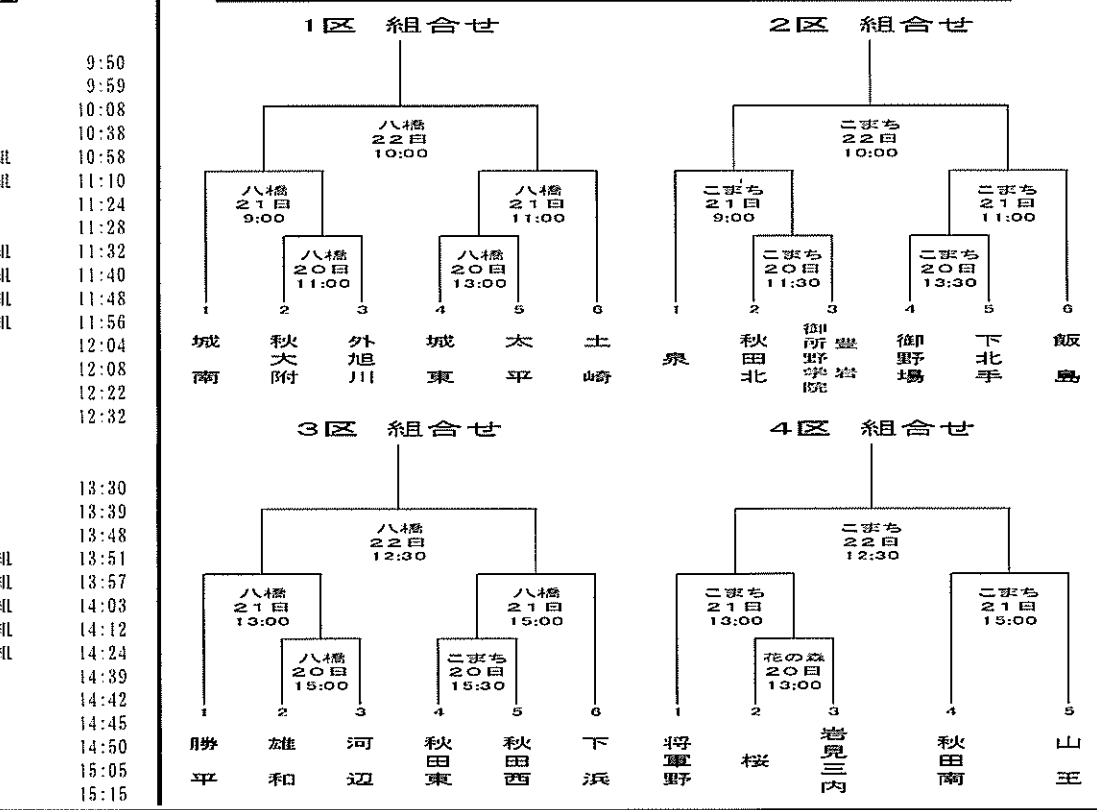 9:50
9:59
10:08
10:38
10:58
11:10
11:24
11:28
11:32
11:40
11:48
11:56
12:04
12:08
12:22
12:32
13:30
13:39
13:48
13:51
13:57
14:03
14:12
14:24
14:39
14:42
14:45
14:50
15:05
15:15
1区 組合せ
八橋
22日
10:00
八橋
21日
9:00
八橋
21日
11:00
八橋
20日
11:00
八橋
20日
13:00
1
2
3
4
5
6
城南
秋大附
外旭川
城東
太平
土崎
2区 組合せ
こまち
22日
10:00
こまち
21日
9:00
こまち
21日
11:00
こまち
20日
11:30
こまち
20日
13:30
1
2
3
4
5
6
泉
秋田北
御所野学院
豊岩
御野場
下北手
飯島
3区 組合せ
八橋
22日
12:30
八橋
21日
13:00
八橋
21日
15:00
八橋
20日
15:00
こまち
20日
15:30
1
2
3
4
5
6
勝平
雄和
河辺
秋田東
秋田西
下浜
4区 組合せ
こまち
22日
12:30
こまち
21日
13:00
こまち
21日
15:00
花の森
20日
13:00
1
2
3
4
5
将軍野
桜
岩見三内
秋田南
山王